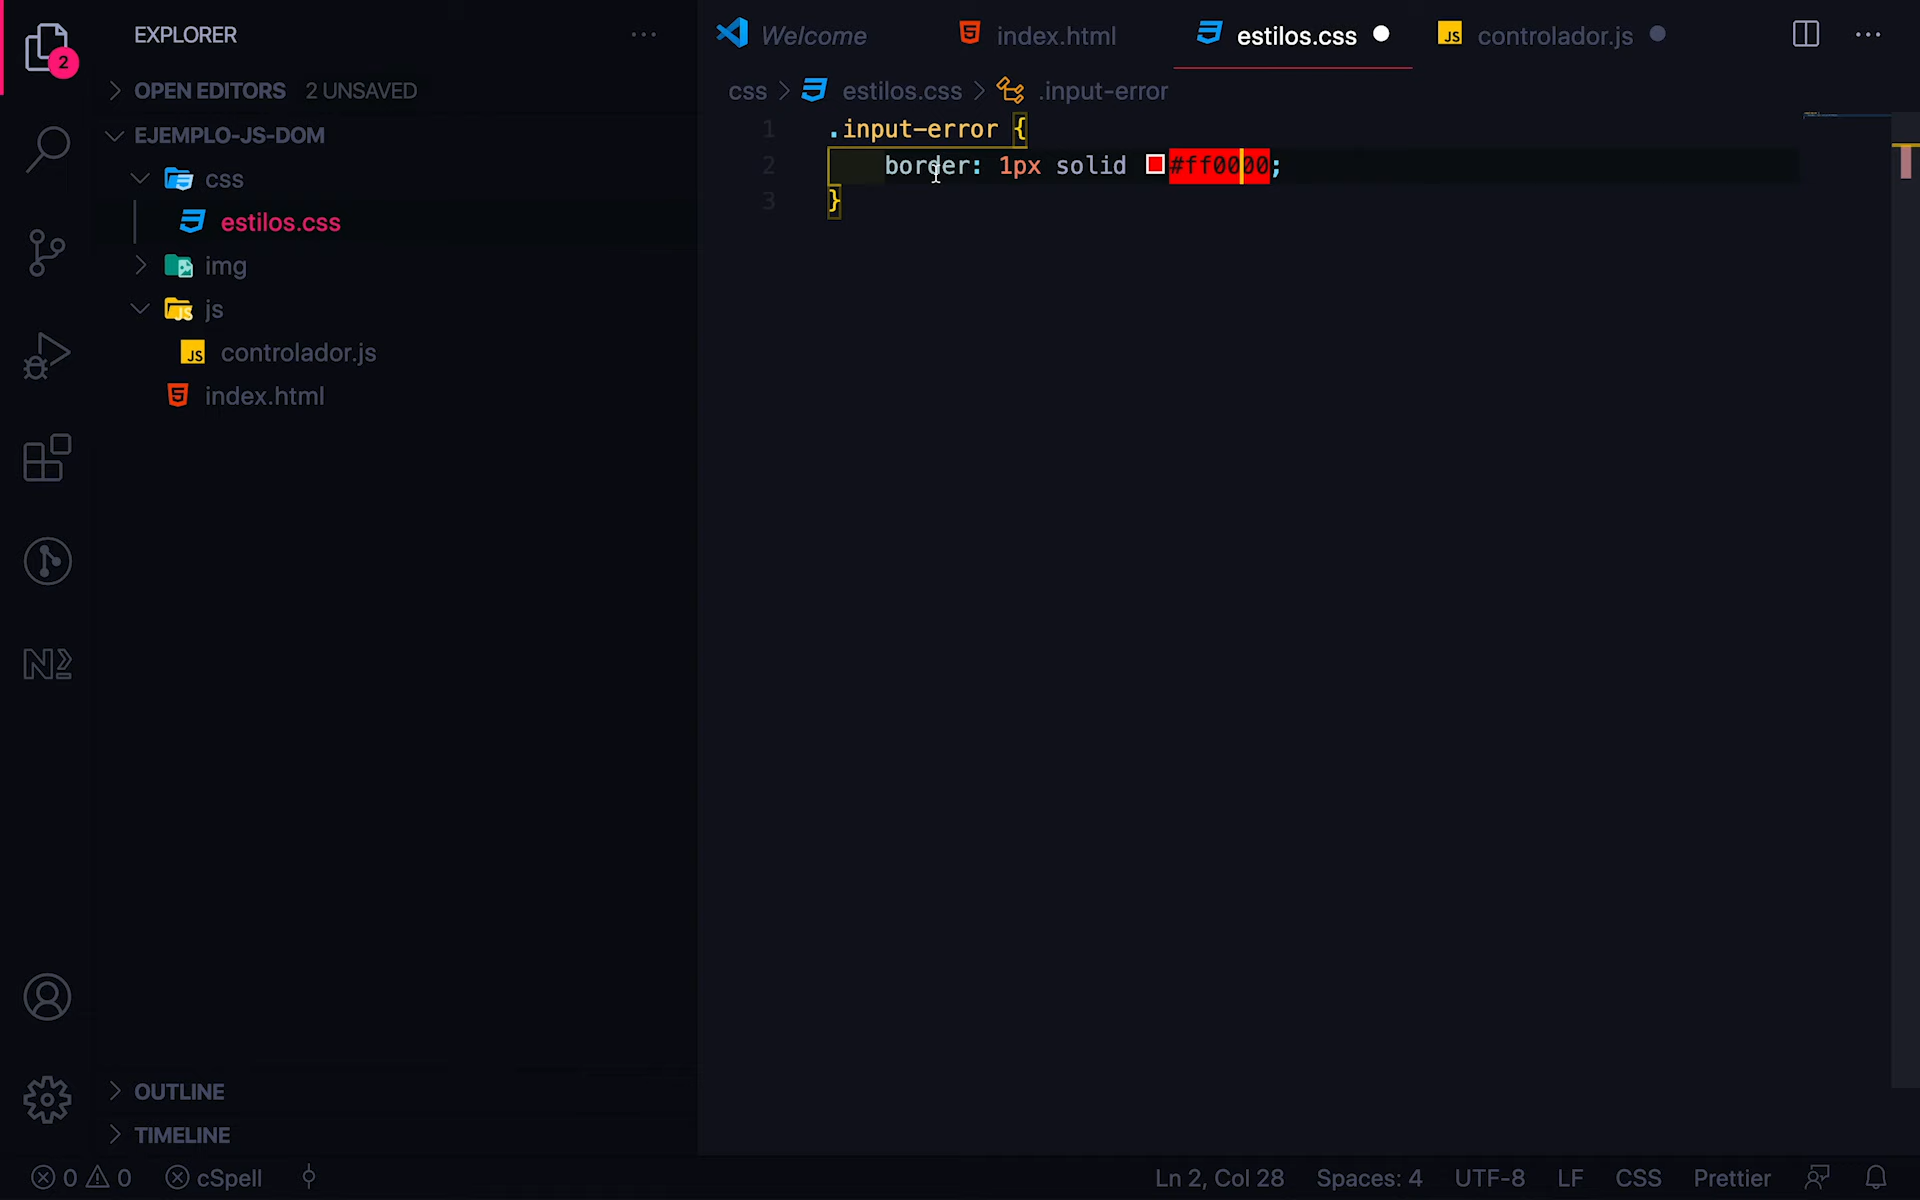 EXPLORER
Welcome
index.html
estilos.css
JS controlador.js
2
OPEN EDITORS 2 UNSAVED
css > estilos.css > .input-error
EJEMPLO-JS-DOM
1 .input-error {
2 border: 1px solid #ff0000;
3 }
css
estilos.css
img
js
JS controlador.js
index.html
OUTLINE
TIMELINE
0 0 cSpell
Ln 2, Col 28 Spaces: 4 UTF-8 LF CSS Prettier